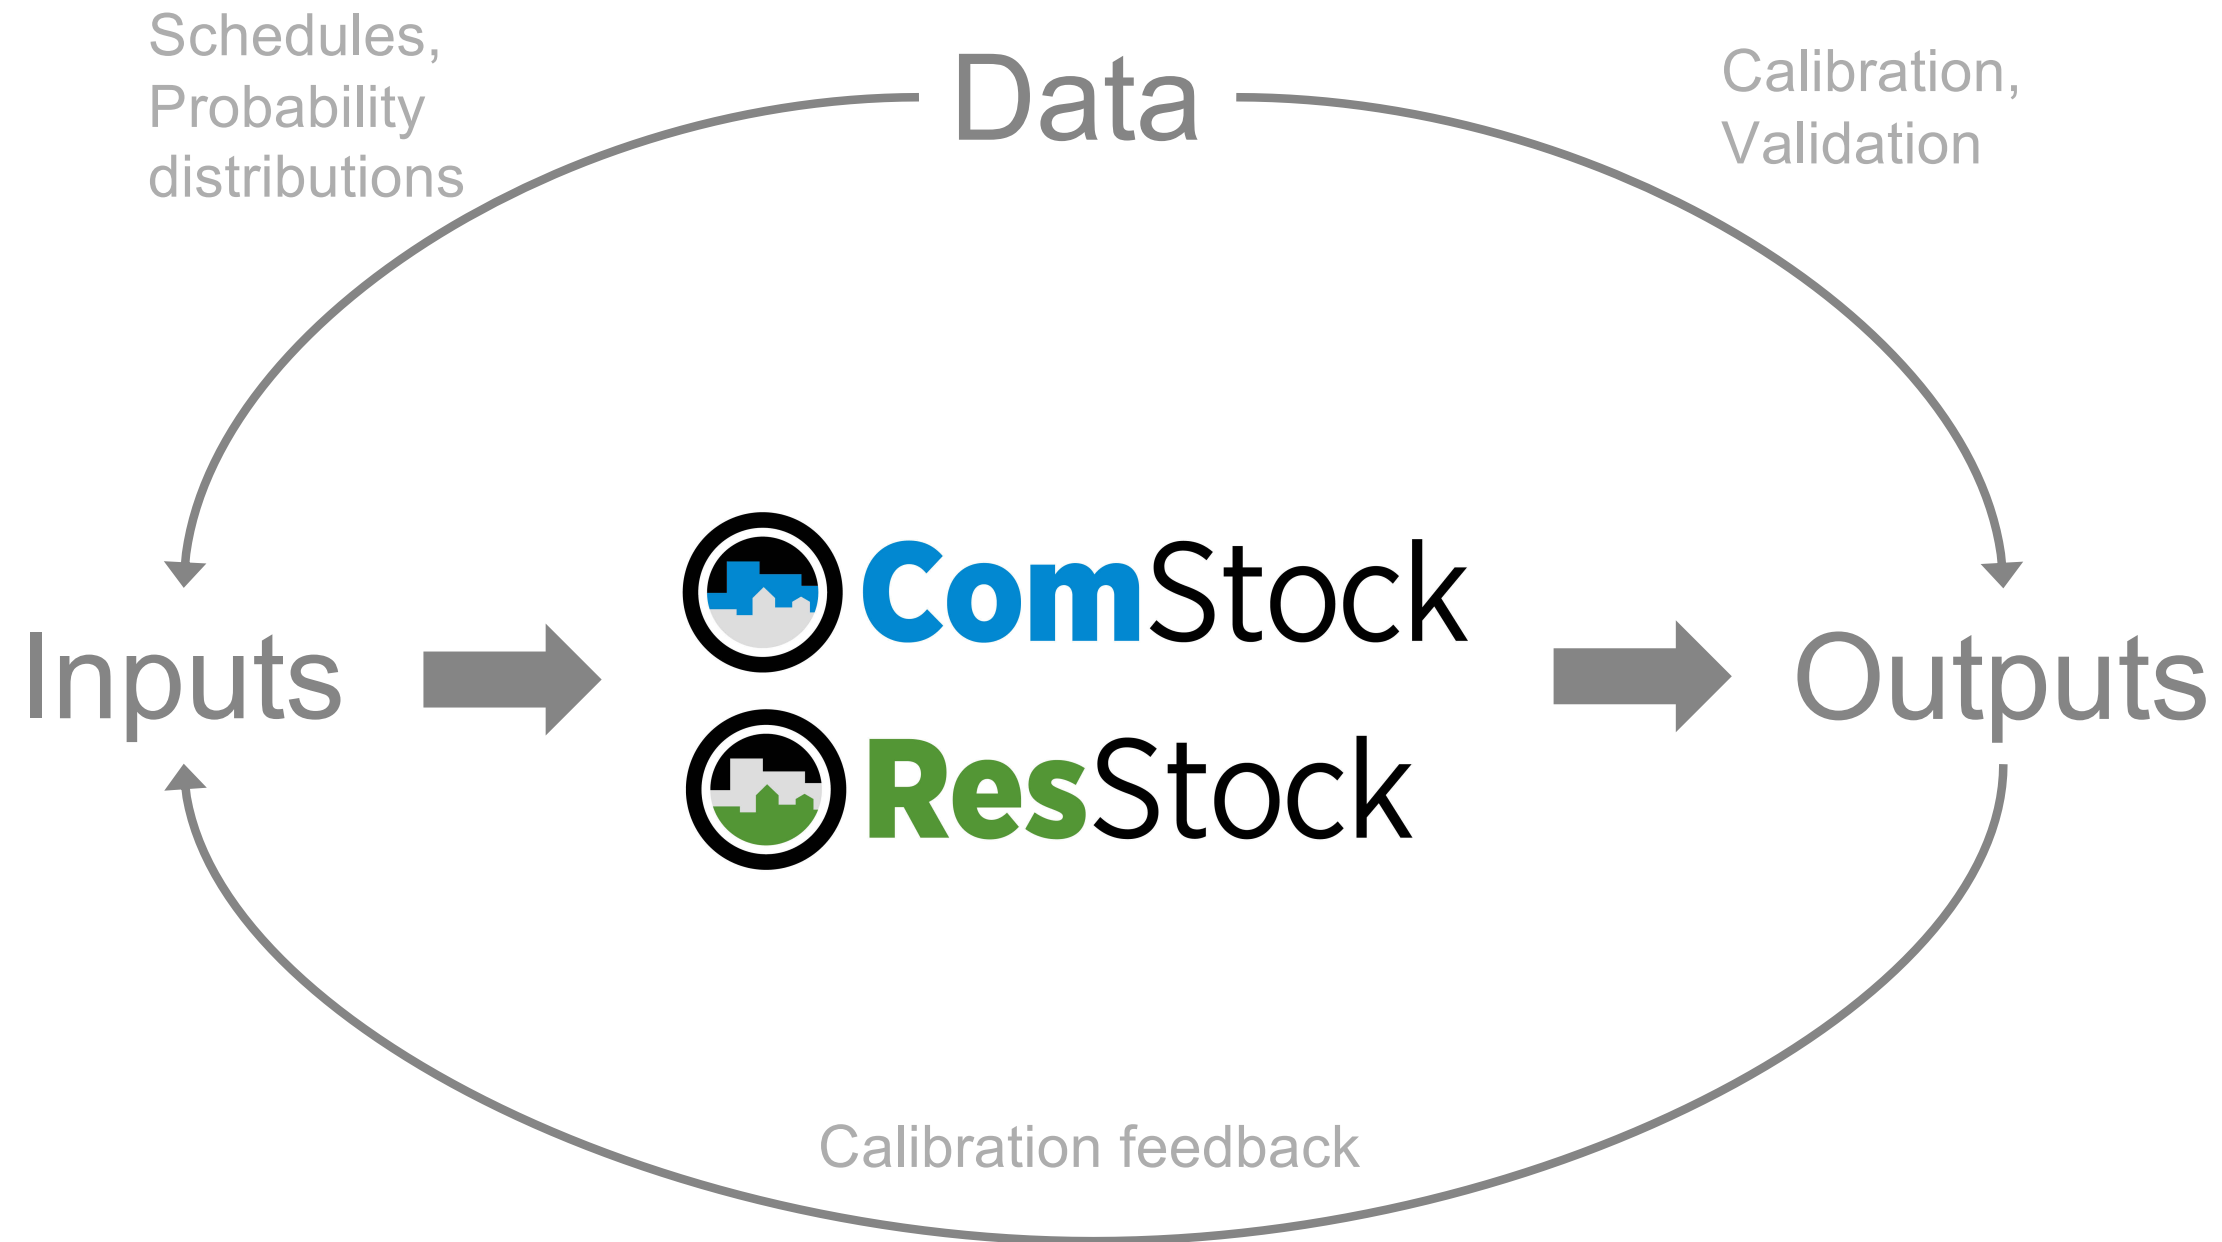 Schedules,
Probability
distributions
Data
Calibration,
Validation
Inputs
ComStock
ResStock
Outputs
Calibration feedback